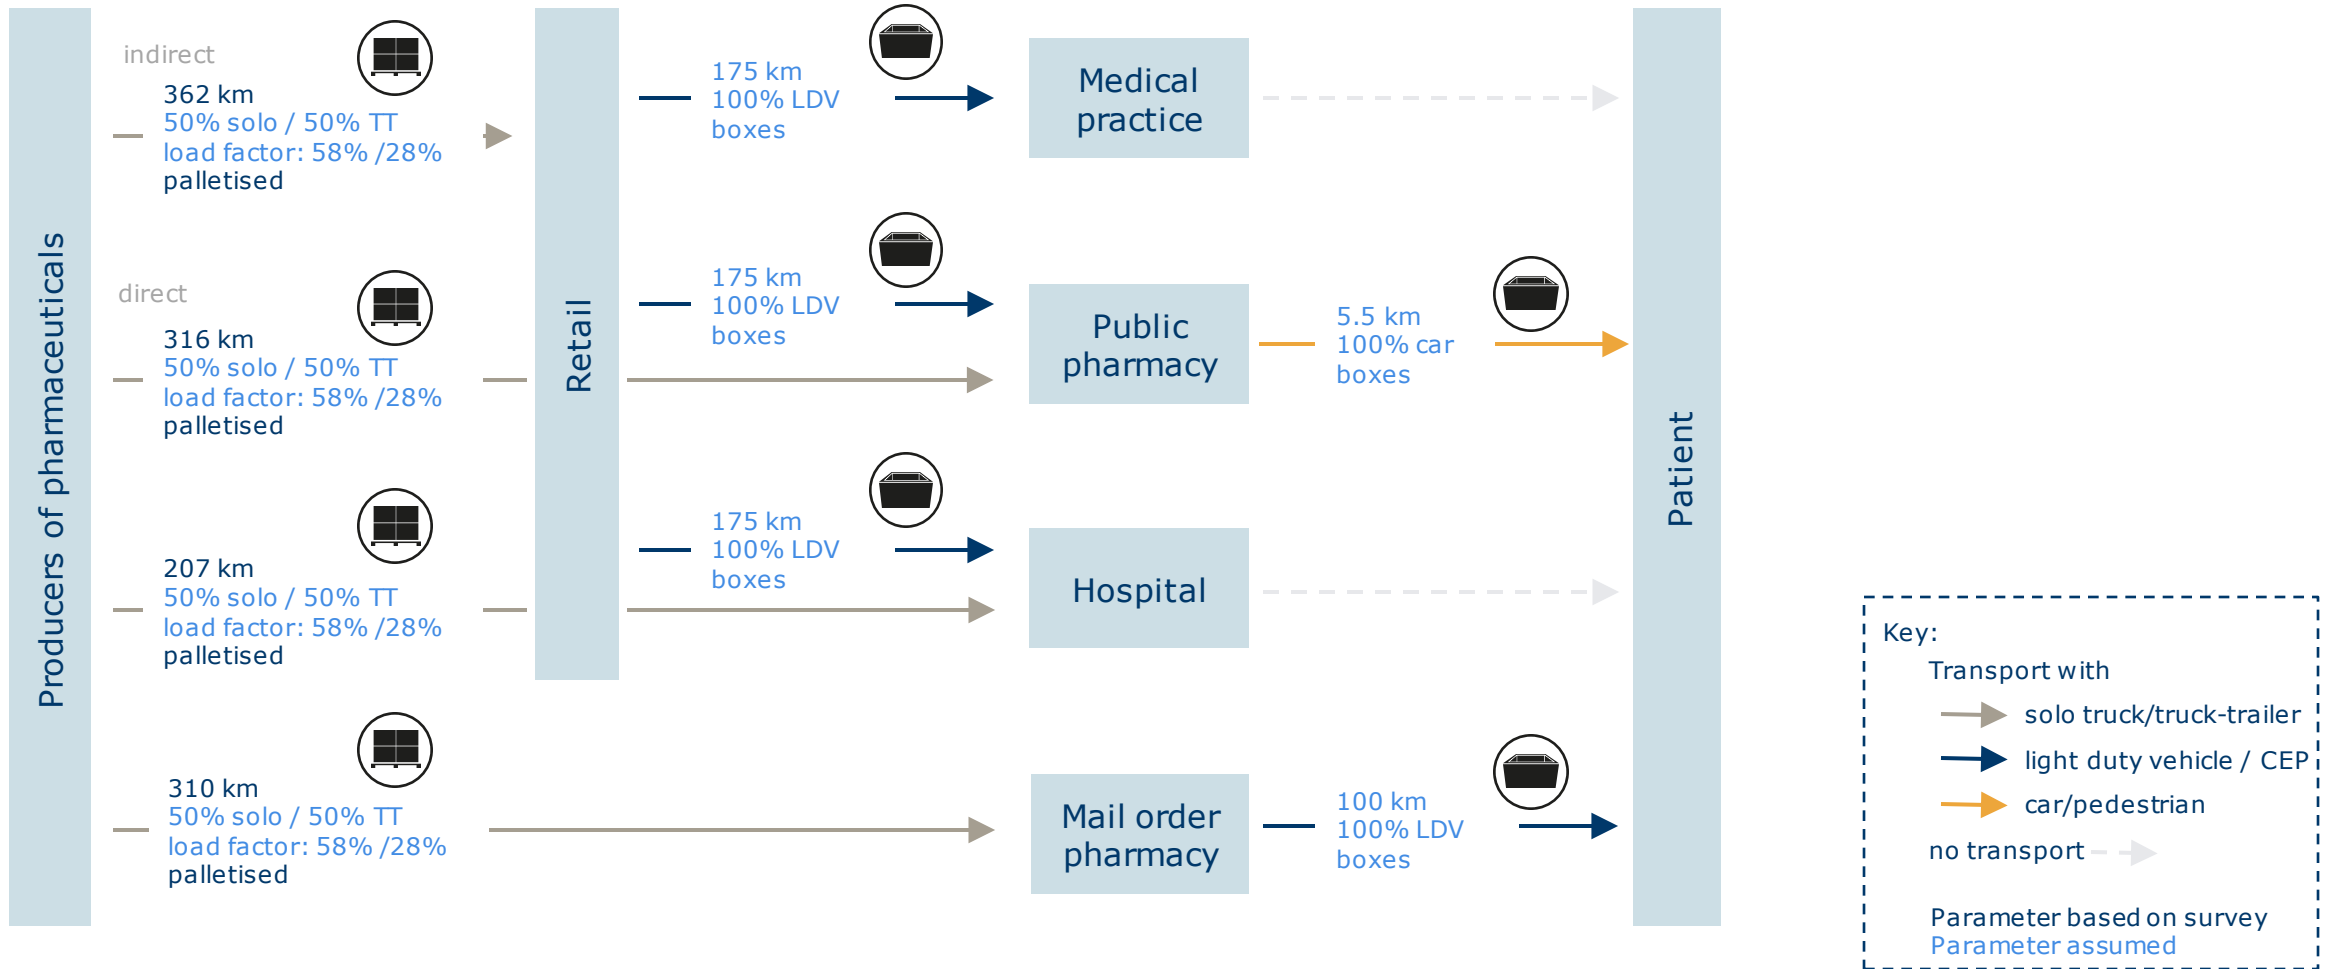 Producers of pharmaceuticals
indirect
362 km
50% solo / 50% TT
load factor: 58% /28%
palletised
direct
316 km
50% solo / 50% TT
load factor: 58% /28%
palletised
207 km
50% solo / 50% TT
load factor: 58% /28%
palletised
310 km
50% solo / 50% TT
load factor: 58% /28%
palletised
Retail
175 km
100% LDV
boxes
175 km
100% LDV
boxes
175 km
100% LDV
boxes
Medical
practice
Public
pharmacy
Hospital
Mail order
pharmacy
5.5 km
100% car
boxes
100 km
100% LDV
boxes
Patient
Key:
Transport with
solo truck/truck-trailer
light duty vehicle / CEP
car/pedestrian
no transport
Parameter based on survey
Parameter assumed